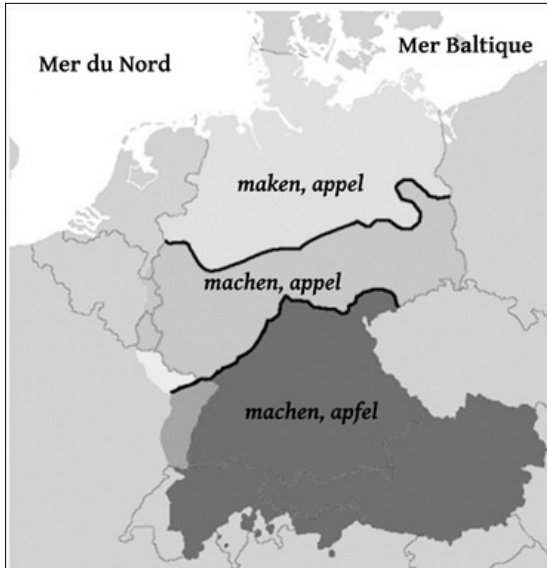 Mer du Nord
Mer Baltique
maken, appel
machen, appel
machen, apfel